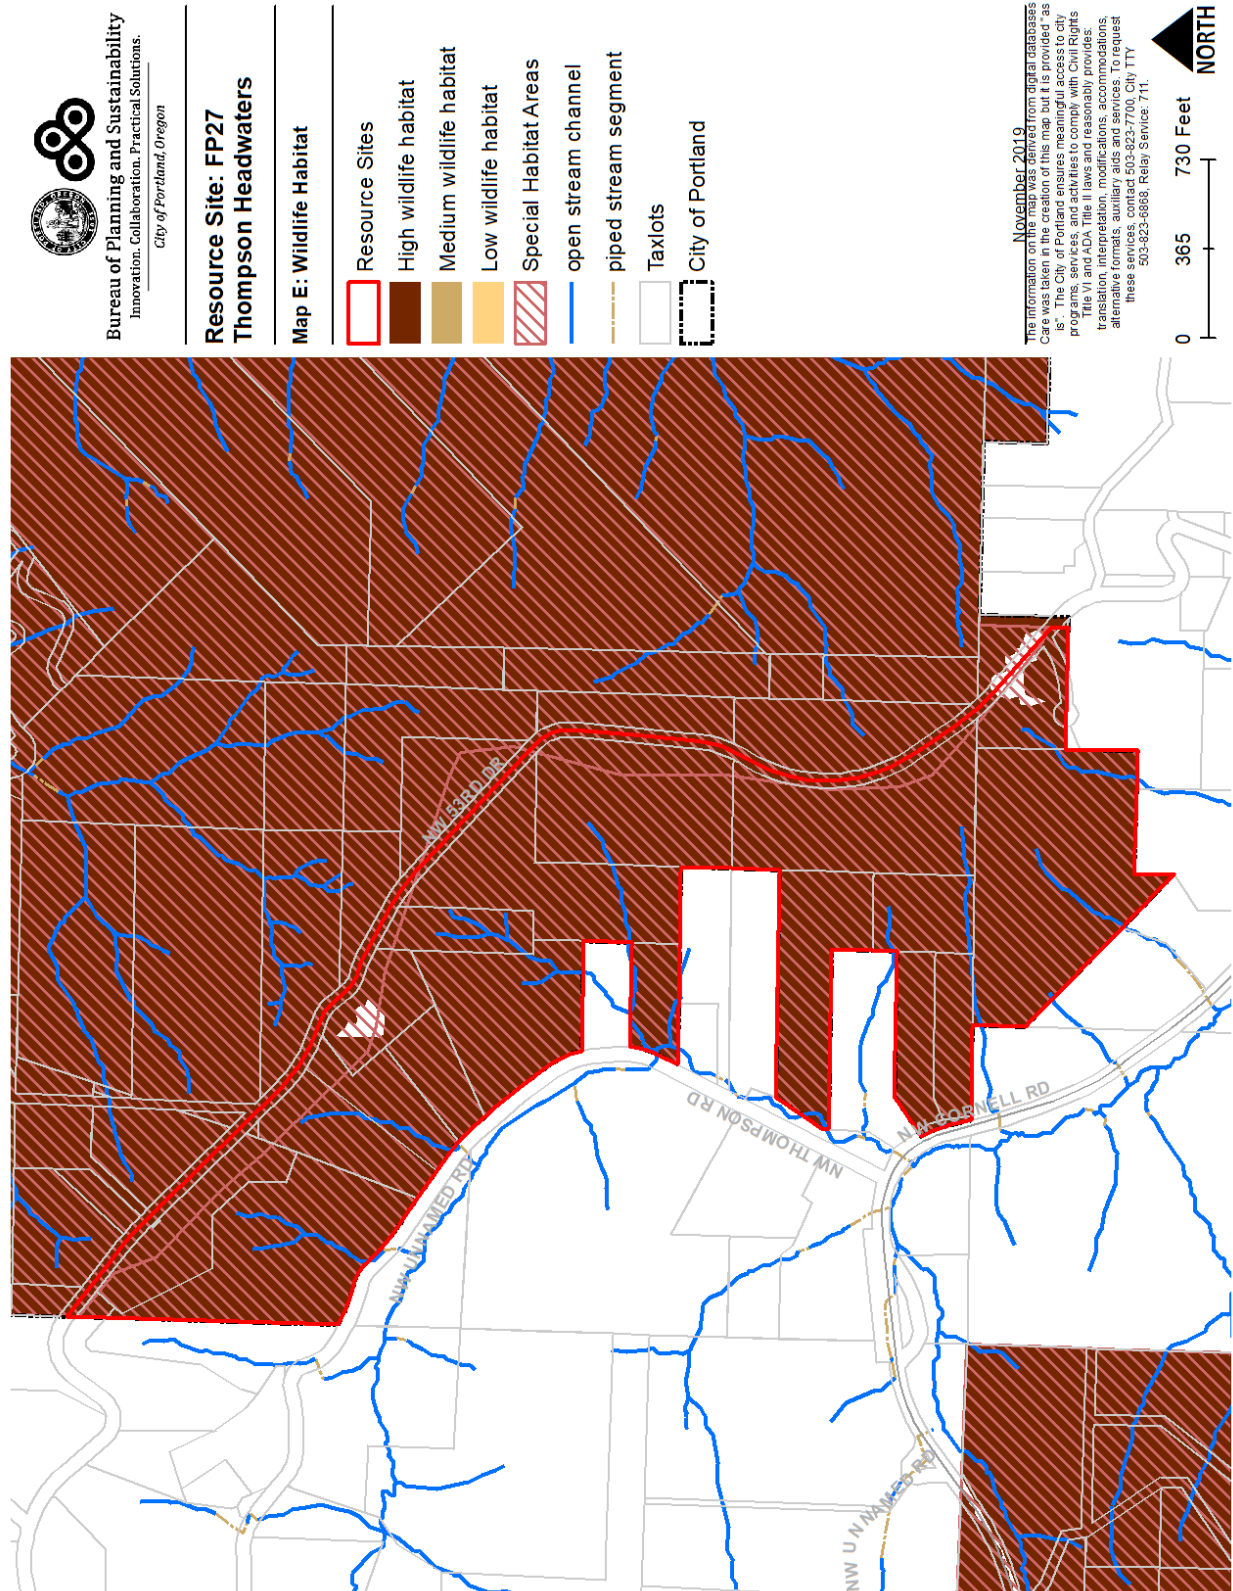 Bureau of Planning and Sustainability
Innovation. Collaboration. Practical Solutions.
City of Portland, Oregon
Resource Site: FP27
Thompson Headwaters
Map E: Wildlife Habitat
Resource Sites
High wildlife habitat
Medium wildlife habitat
Low wildlife habitat
Special Habitat Areas
open stream channel
piped stream segment
Taxlots
City of Portland
November 2019
The information on the map was derived from digital databases
Care was taken in the creation of this map but it is provided "as
is". The City of Portland ensures meaningful access to city
programs, services, and activities to comply with Civil Rights
Title VI and ADA Title II laws and reasonably provides:
translation, interpretation, modifications, accommodations,
alternative formats, auxiliary aids and services. To request
these services, contact 503-823-7700, City TTY
503-823-6868, Relay Service: 711.
0 365 730 Feet
NORTH
NW 53RD DR
NW UNNAMED RD
NW THOMPSON RD
NW CORNELL RD
NW UNNAMED RD